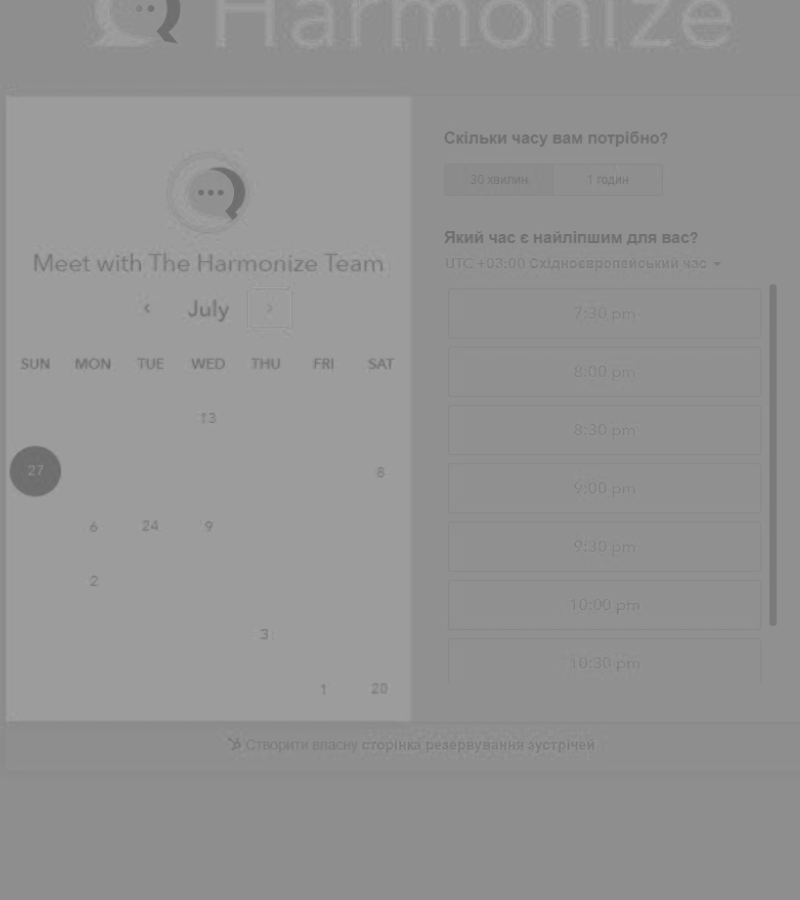 Harmonize
Meet with The Harmonize Team
July
SUN MON TUE WED THU FRI SAT
13
27 8
6 24 9
2
3
1 20
Скільки часу вам потрібно?
30 хвилин 1 годин
Який час є найліпшим для вас?
UTC +03:00 Східноєвропейський час
7:30 pm
8:00 pm
8:30 pm
9:00 pm
9:30 pm
10:00 pm
10:30 pm
Створити власну сторінка резервування зустрічей